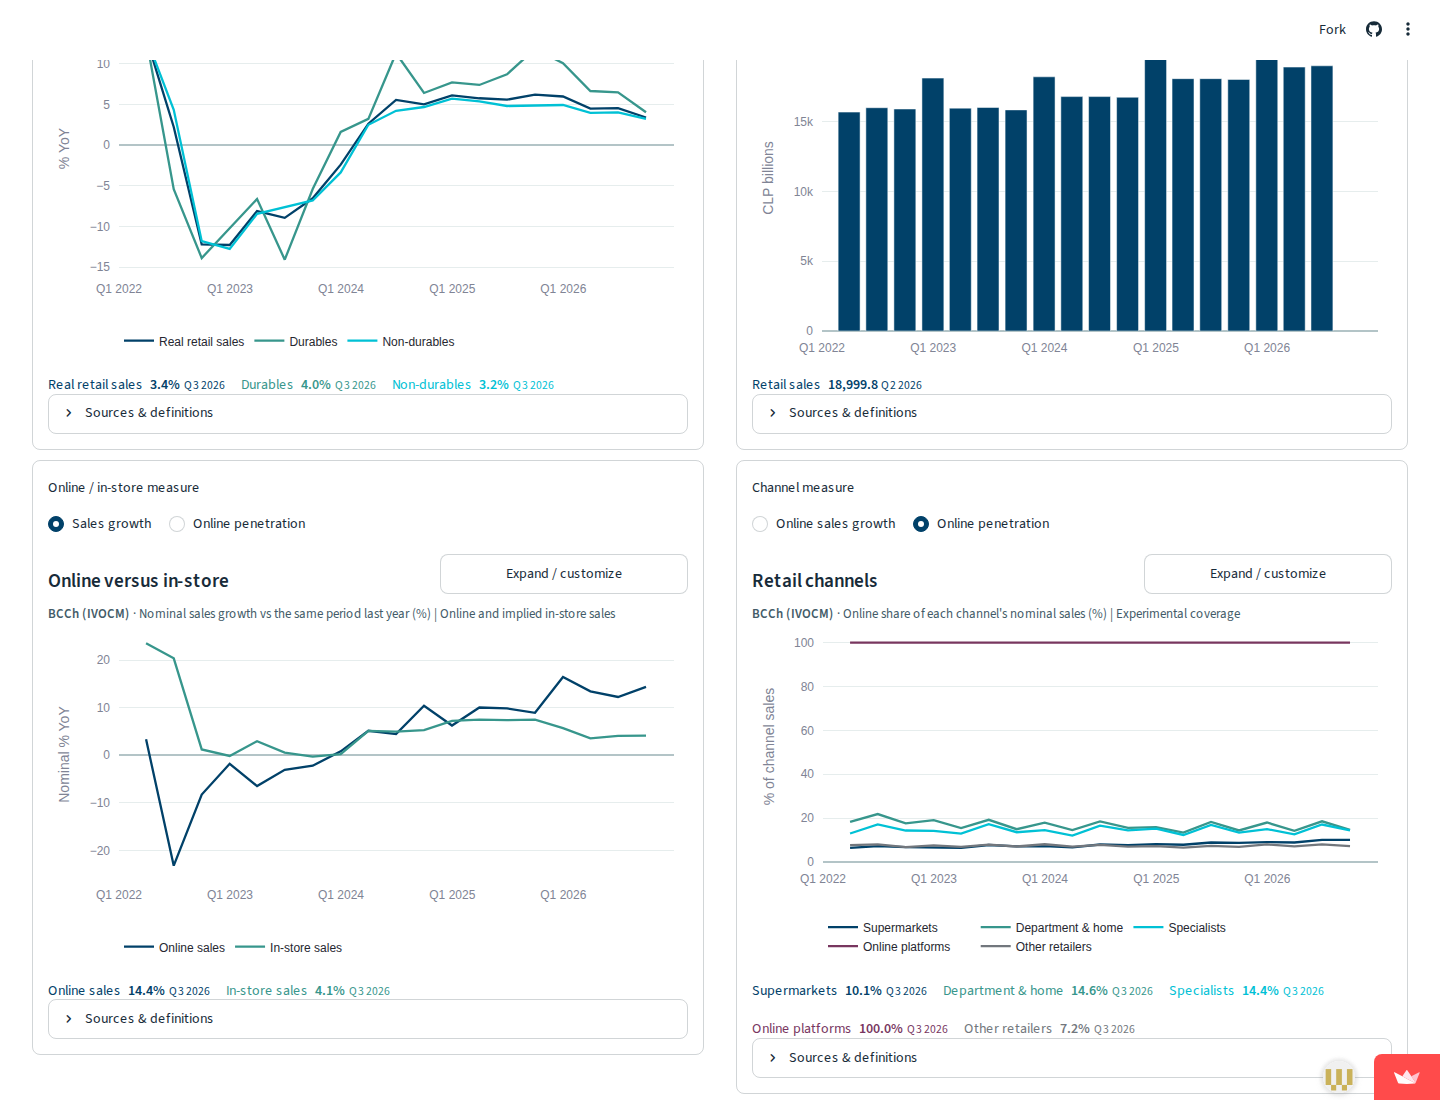 Fork
10
5
0
−5
−10
−15
% YoY
Q1 2022
Q1 2023
Q1 2024
Q1 2025
Q1 2026
Real retail sales
Durables
Non-durables
Real retail sales 3.4% Q3 2026 Durables 4.0% Q3 2026 Non-durables 3.2% Q3 2026
Sources & definitions
15k
10k
5k
0
CLP billions
Q1 2022
Q1 2023
Q1 2024
Q1 2025
Q1 2026
Retail sales 18,999.8 Q2 2026
Sources & definitions
Online / in-store measure
Sales growth Online penetration
Online versus in-store
Expand / customize
BCCh (IVOCM) · Nominal sales growth vs the same period last year (%) | Online and implied in-store sales
20
10
0
−10
−20
Nominal % YoY
Q1 2022
Q1 2023
Q1 2024
Q1 2025
Q1 2026
Online sales
In-store sales
Online sales 14.4% Q3 2026 In-store sales 4.1% Q3 2026
Sources & definitions
Channel measure
Online sales growth Online penetration
Retail channels
Expand / customize
BCCh (IVOCM) · Online share of each channel's nominal sales (%) | Experimental coverage
100
80
60
40
20
0
% of channel sales
Q1 2022
Q1 2023
Q1 2024
Q1 2025
Q1 2026
Supermarkets
Department & home
Specialists
Online platforms
Other retailers
Supermarkets 10.1% Q3 2026 Department & home 14.6% Q3 2026 Specialists 14.4% Q3 2026
Online platforms 100.0% Q3 2026 Other retailers 7.2% Q3 2026
Sources & definitions